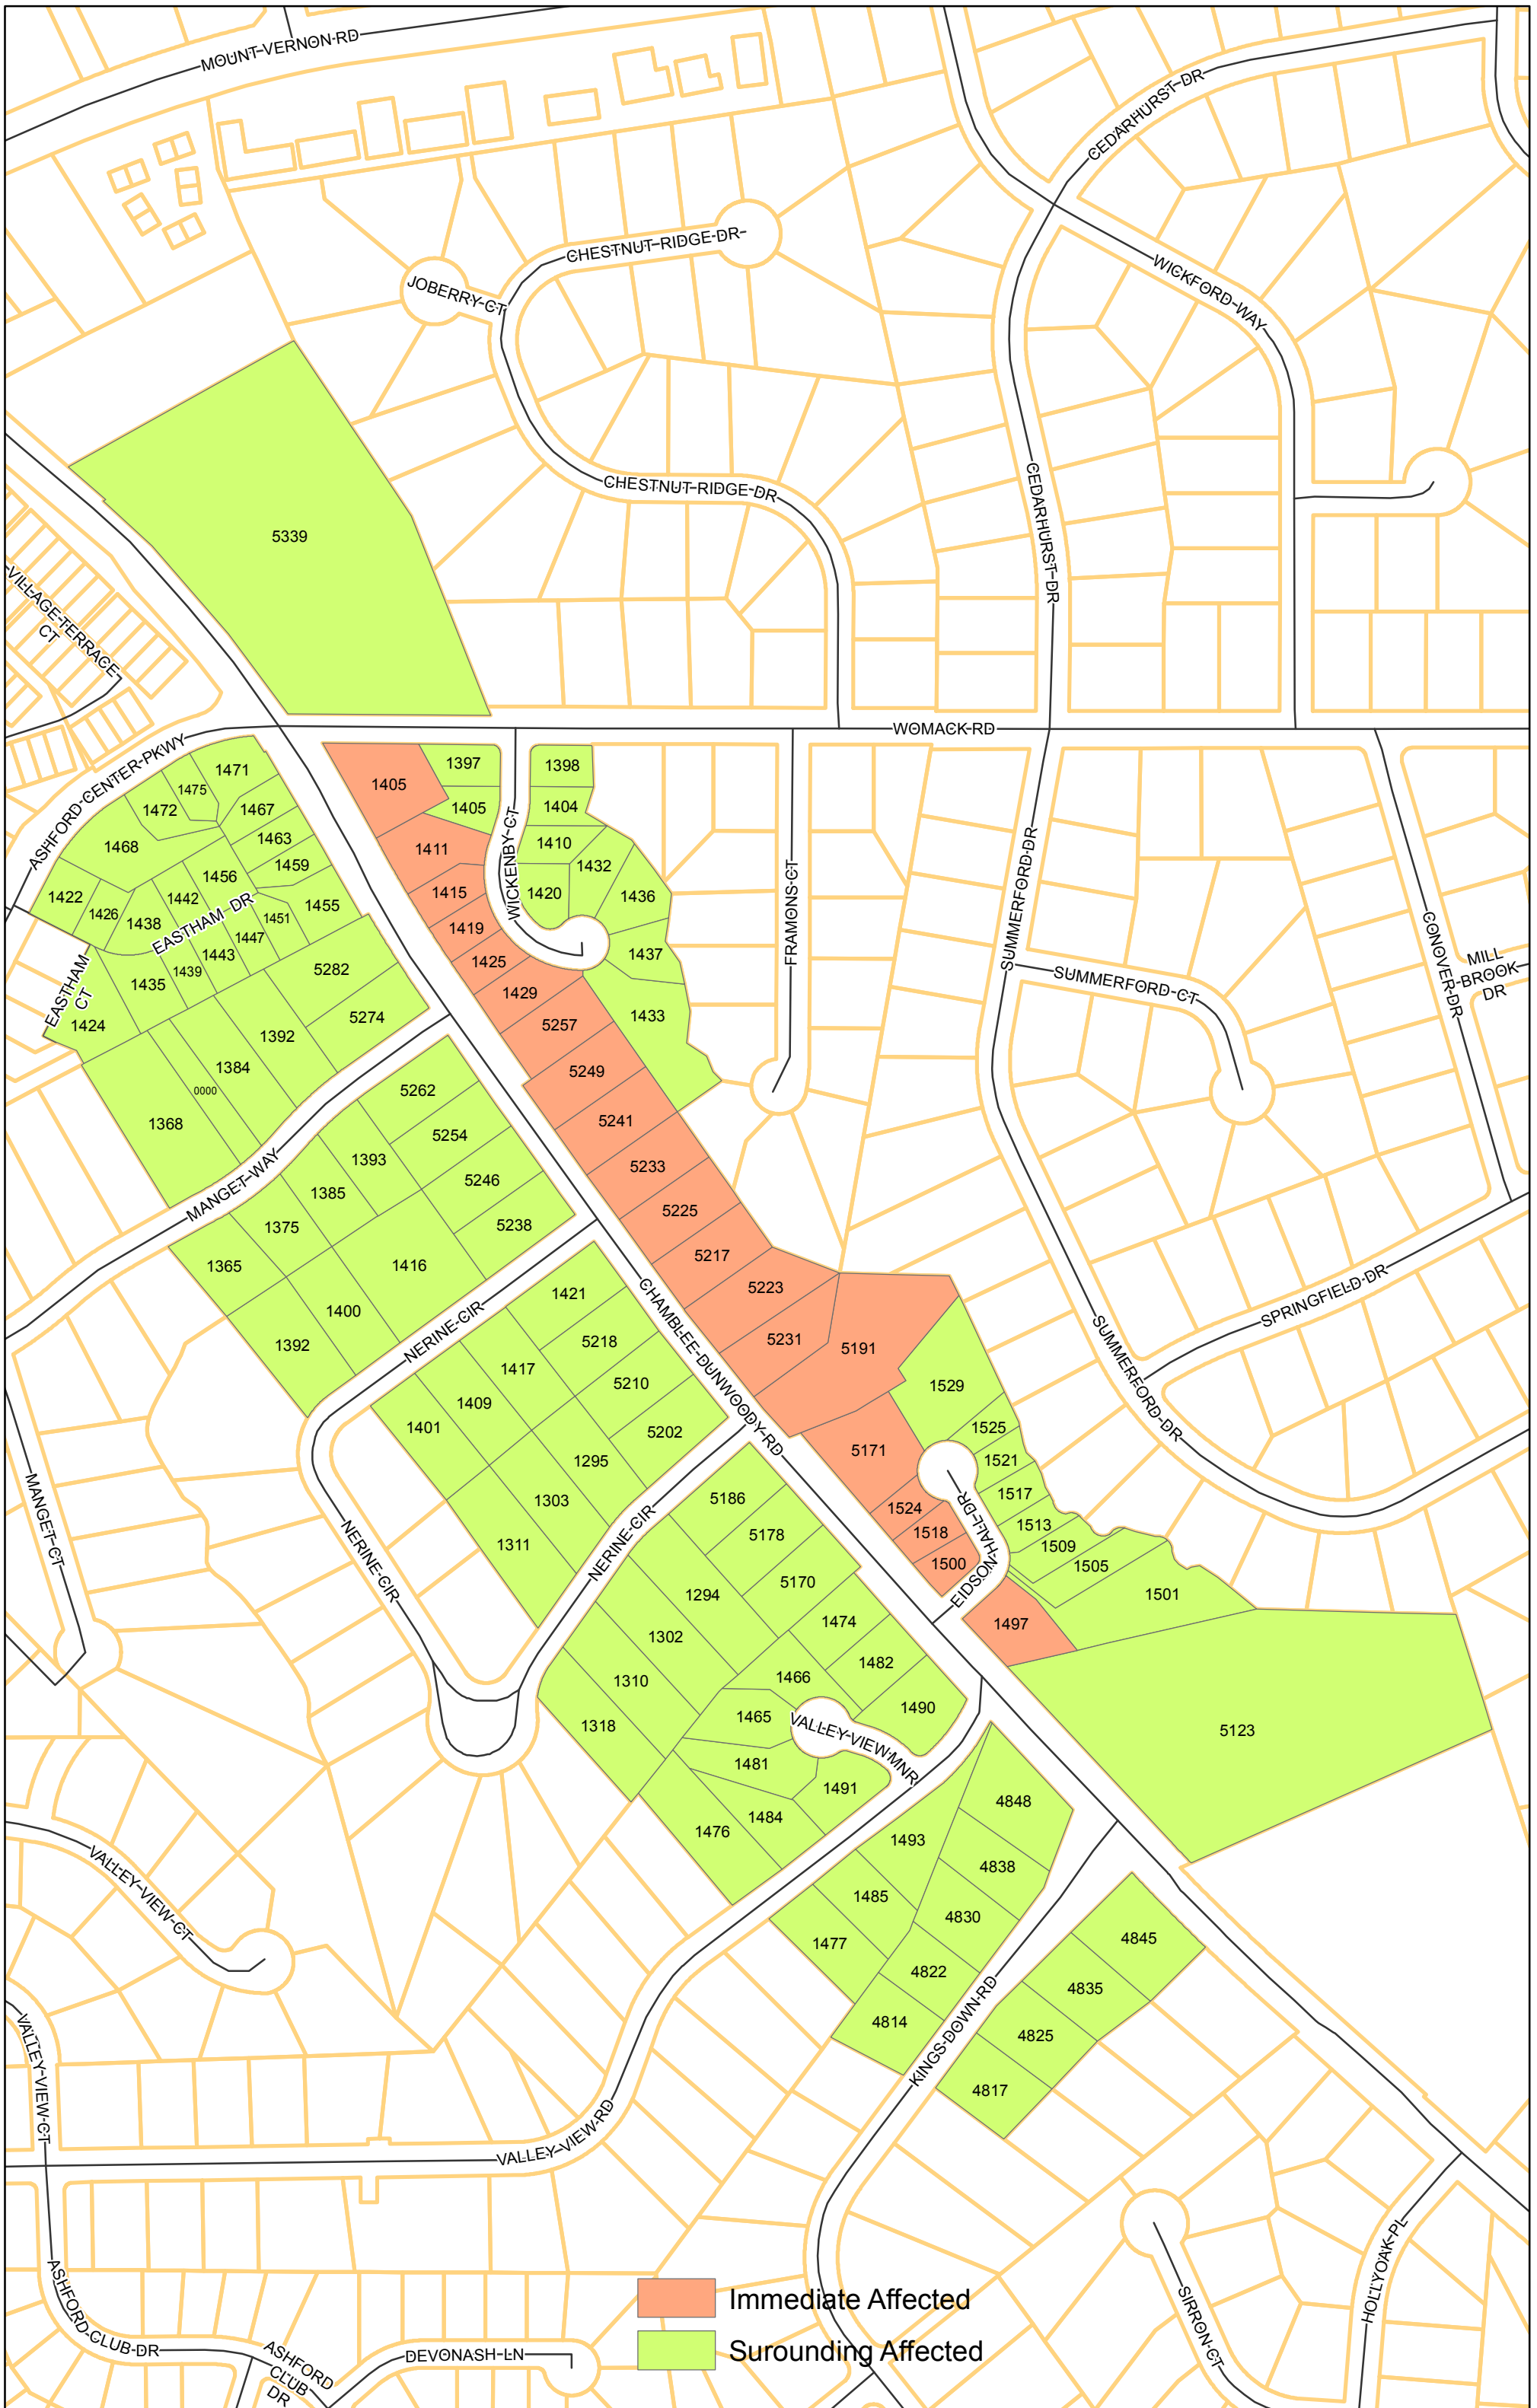 MOUNT VERNON RD
CEDARHURST DR
CHESTNUT RIDGE DR
JOBERRY CT
WICKFORD WAY
CHESTNUT RIDGE DR
CEDARHURST DR
5339
VILLAGE TERRACE
CT
WOMACK RD
ASHFORD CENTER PKWY
1471
1475
1472
1467
1468
1463
1459
1456
1422
1426
1442
1438
1455
1451
1447
1443
1439
1435
EASTHAM DR
EASTHAM
CT
1424
5282
5274
1392
1384
0000
1368
1405
1397
1398
1405
1404
1411
1410
1432
1415
1420
1436
WICKENBY CT
1419
1437
1425
1429
1433
5257
5249
5241
5233
5225
5217
5223
5231
5191
FRAMONS CT
SUMMERFORD DR
SUMMERFORD CT
CONOVER DR
MILL
BROOK
DR
5262
5254
1393
5246
1385
5238
1375
1416
1365
1400
1392
MANGET WAY
NERINE CIR
CHAMBLEE DUNWOODY RD
SPRINGFIELD DR
SUMMERFORD DR
1421
5218
1417
5210
1409
5202
1401
1295
1303
1311
1529
1525
1521
1517
1513
1509
1505
1501
5171
1524
1518
1500
EIDSON HALL DR
1497
5123
MANGET CT
NERINE CIR
NERINE CIR
5186
5178
5170
1294
1474
1302
1482
1466
1310
1490
1465
1318
VALLEY VIEW MNR
1481
1491
1484
1476
4848
1493
4838
1485
4830
1477
4822
4814
4845
4835
4825
4817
KINGS DOWN RD
VALLEY VIEW CT
VALLEY VIEW CT
VALLEY VIEW RD
ASHFORD CLUB DR
ASHFORD
CLUB
DR
DEVONASH LN
SIRRON CT
HOLLYOAK PL
Immediate Affected
Surounding Affected